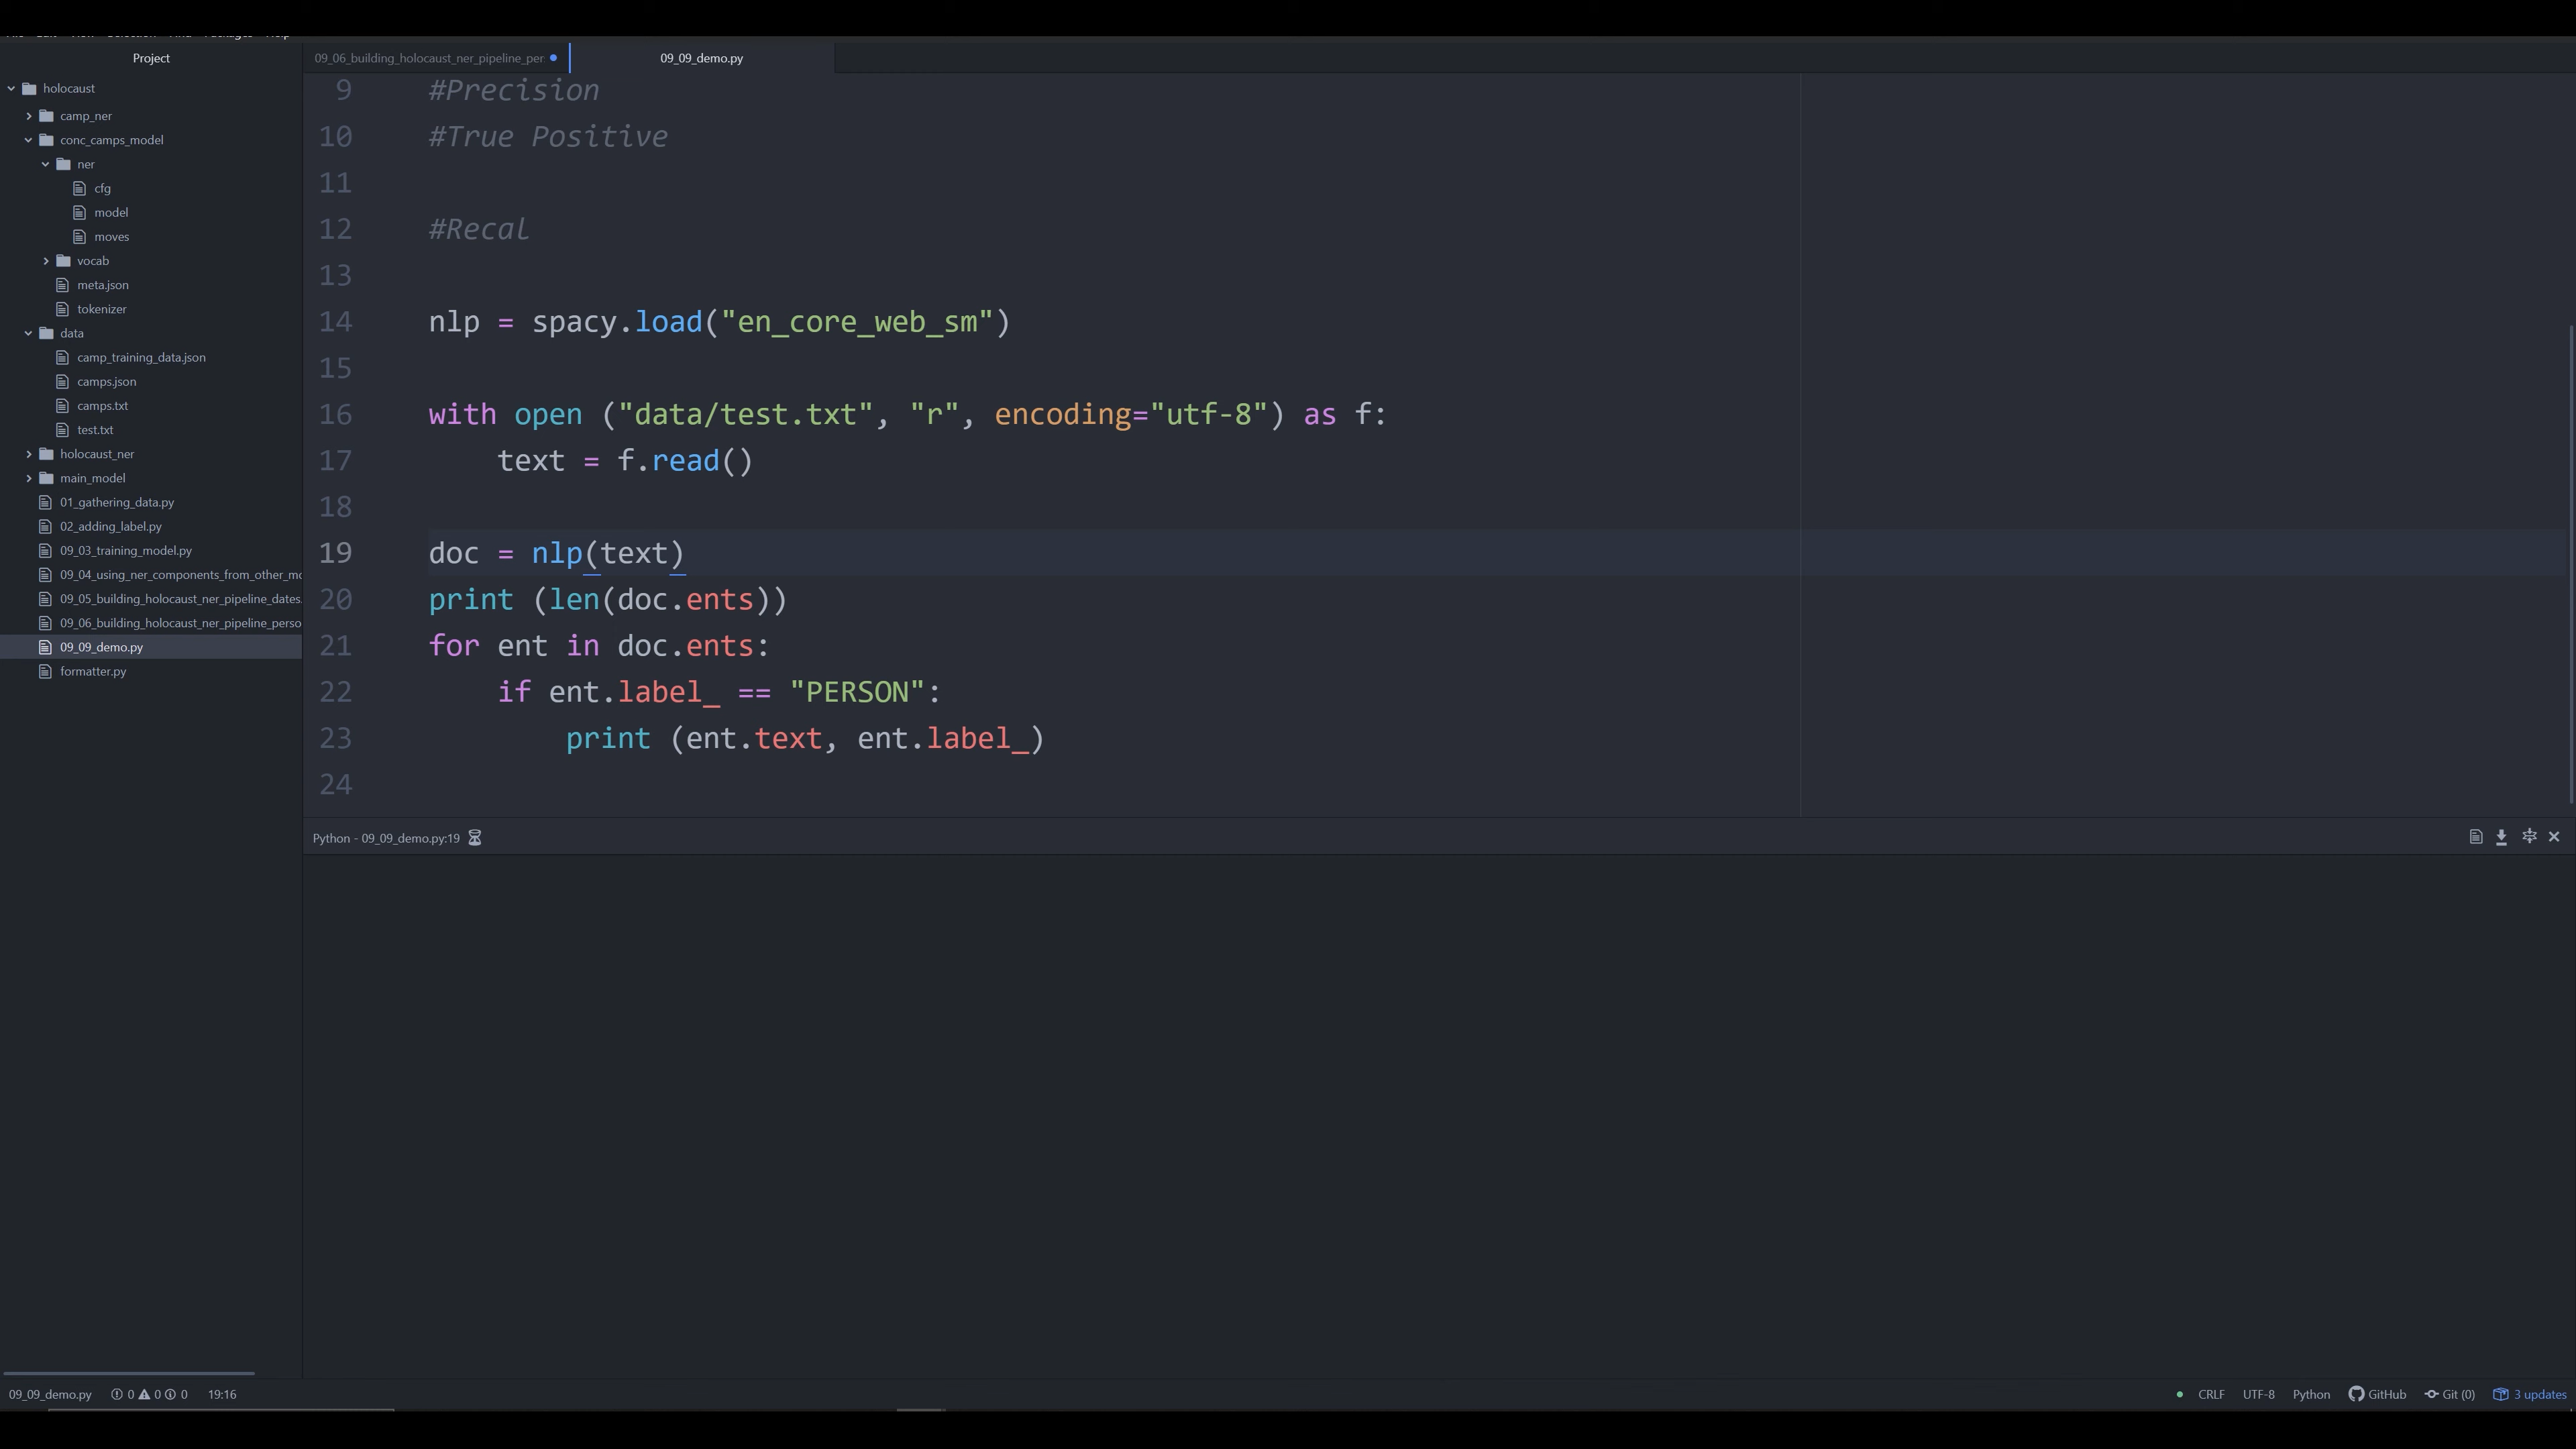 Project
holocaust
camp_ner
conc_camps_model
ner
cfg
model
moves
vocab
meta.json
tokenizer
data
camp_training_data.json
camps.json
camps.txt
test.txt
holocaust_ner
main_model
01_gathering_data.py
02_adding_label.py
09_03_training_model.py
09_04_using_ner_components_from_other_mo
09_05_building_holocaust_ner_pipeline_dates.
09_06_building_holocaust_ner_pipeline_perso
09_09_demo.py
formatter.py
09_06_building_holocaust_ner_pipeline_per
09_09_demo.py
9 #Precision
10 #True Positive
11
12 #Recal
13
14 nlp = spacy.load("en_core_web_sm")
15
16 with open ("data/test.txt", "r", encoding="utf-8") as f:
17 text = f.read()
18
19 doc = nlp(text)
20 print (len(doc.ents))
21 for ent in doc.ents:
22 if ent.label_ == "PERSON":
23 print (ent.text, ent.label_)
24
Python - 09_09_demo.py:19
09_09_demo.py 0 0 0 19:16 CRLF UTF-8 Python GitHub Git (0) 3 updates